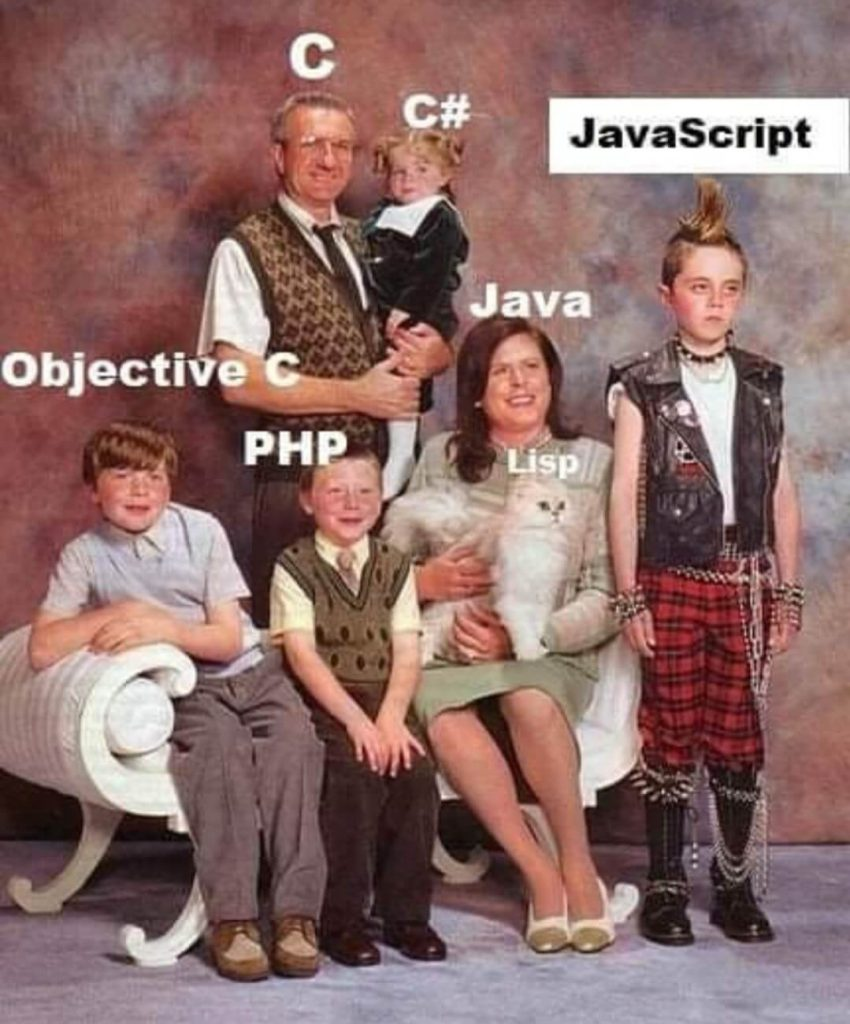 C
C#
JavaScript
Java
Objective C
PHP
Lisp